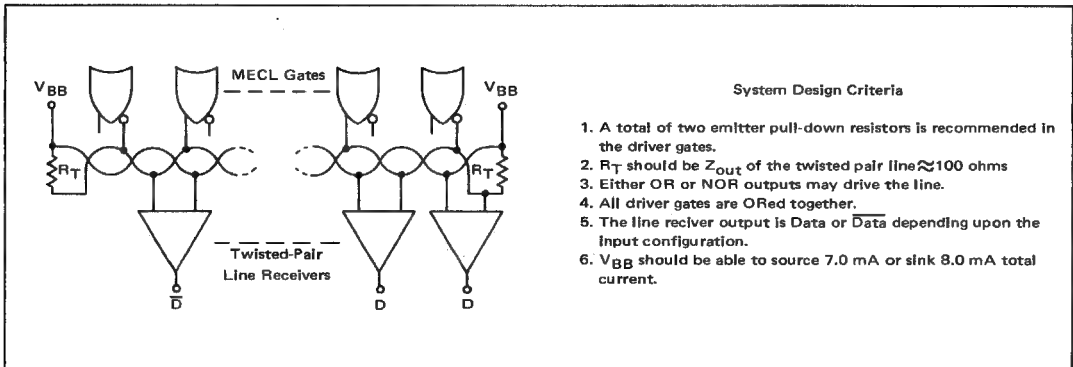 MECL Gates
VBB
VBB
RT
RT
Twisted-Pair
Line Receivers
D̅
D
D
System Design Criteria
1. A total of two emitter pull-down resistors is recommended in
the driver gates.
2. RT should be Zout of the twisted pair line≈100 ohms
3. Either OR or NOR outputs may drive the line.
4. All driver gates are ORed together.
5. The line reciver output is Data or D̅a̅t̅a̅ depending upon the
input configuration.
6. VBB should be able to source 7.0 mA or sink 8.0 mA total
current.